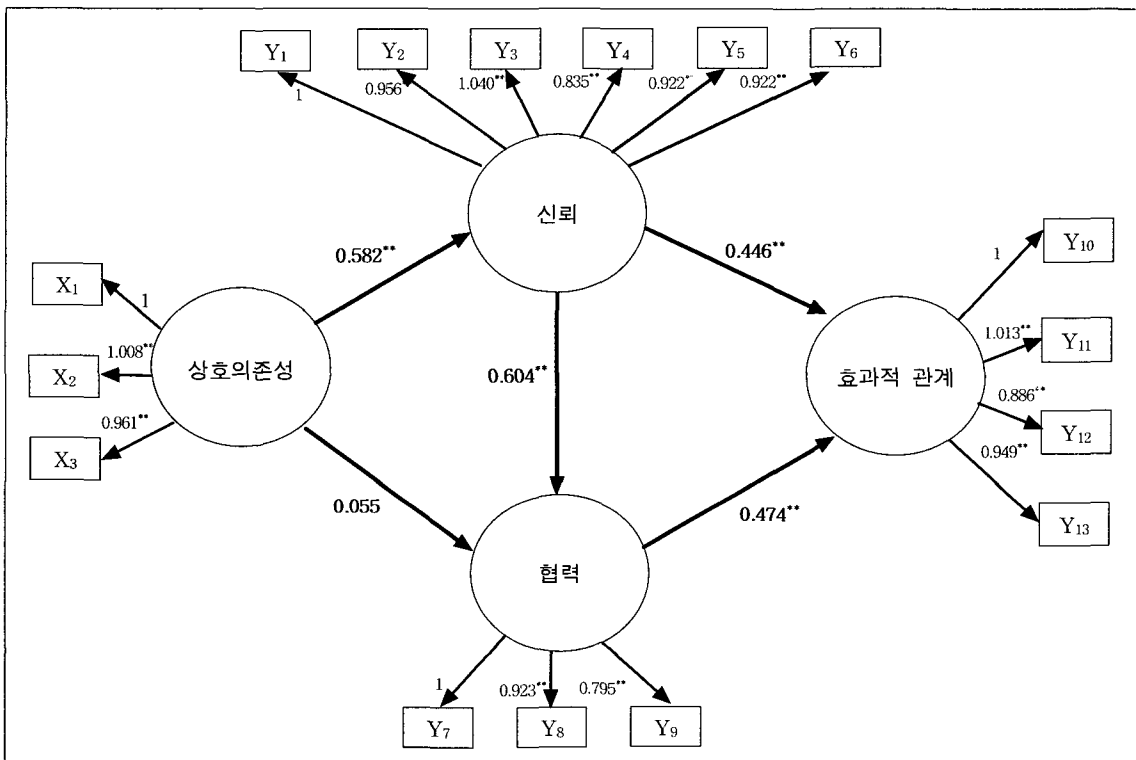 Y1 Y2 Y3 Y4 Y5 Y6
1 0.956 1.040** 0.835** 0.922** 0.922**
신뢰
0.582** 0.446**
X1 1
X2 1.008**
X3 0.961**
상호의존성
0.604**
효과적 관계
1 Y10
1.013** Y11
0.886** Y12
0.949** Y13
0.055 0.474**
협력
1 0.923** 0.795**
Y7 Y8 Y9